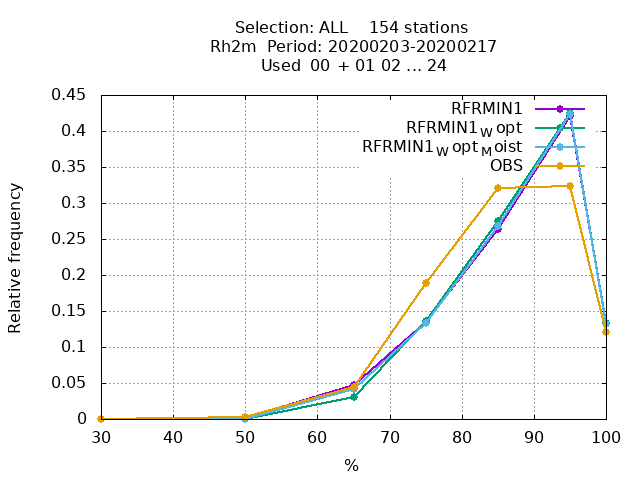 Selection: ALL    154 stations
Rh2m  Period: 20200203-20200217
Used  00 + 01 02 ... 24
Relative frequency
0.45
0.4
0.35
0.3
0.25
0.2
0.15
0.1
0.05
0
RFRMIN1
RFRMIN1Wopt
RFRMIN1WoptMoist
OBS
30 40 50 60 70 80 90 100
%